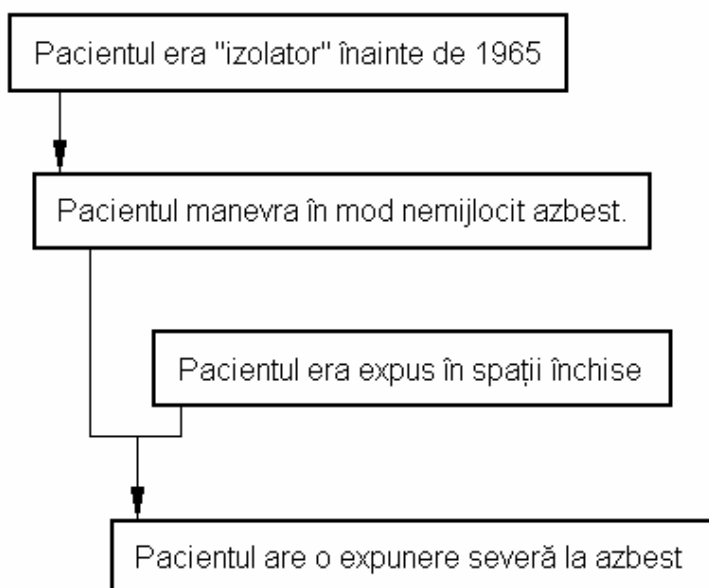 Pacientul era "izolator" înainte de 1965
Pacientul manevra în mod nemijlocit azbest.
Pacientul era expus în spații închise
Pacientul are o expunere severă la azbest